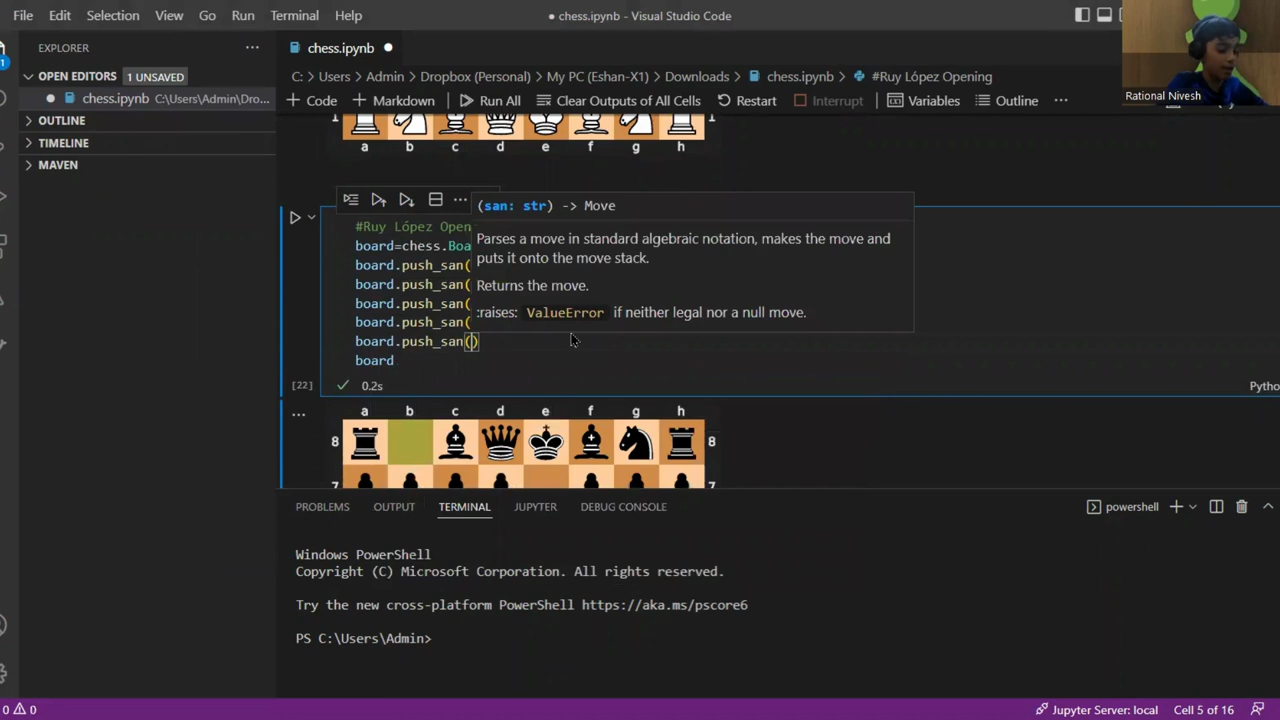 File Edit Selection View Go Run Terminal Help
● chess.ipynb - Visual Studio Code
EXPLORER
chess.ipynb
OPEN EDITORS 1 UNSAVED
chess.ipynb C:\Users\Admin\Dro...
OUTLINE
TIMELINE
MAVEN
1
C: > Users > Admin > Dropbox (Personal) > My PC (Eshan-X1) > Downloads > chess.ipynb > #Ruy López Opening
Rational Nivesh
+ Code + Markdown Run All Clear Outputs of All Cells Restart Interrupt Variables Outline
1 1
a b c d e f g h
(san: str) -> Move
Parses a move in standard algebraic notation, makes the move and
puts it onto the move stack.
Returns the move.
:raises: ValueError if neither legal nor a null move.
#Ruy López Open
board=chess.Boa
board.push_san(
board.push_san(
board.push_san(
board.push_san(
board.push_san()
board
[22] 0.2s
Pytho
a b c d e f g h
8 8
7 7
PROBLEMS OUTPUT TERMINAL JUPYTER DEBUG CONSOLE
powershell
Windows PowerShell
Copyright (C) Microsoft Corporation. All rights reserved.
Try the new cross-platform PowerShell https://aka.ms/pscore6
PS C:\Users\Admin>
0 0
Jupyter Server: local Cell 5 of 16